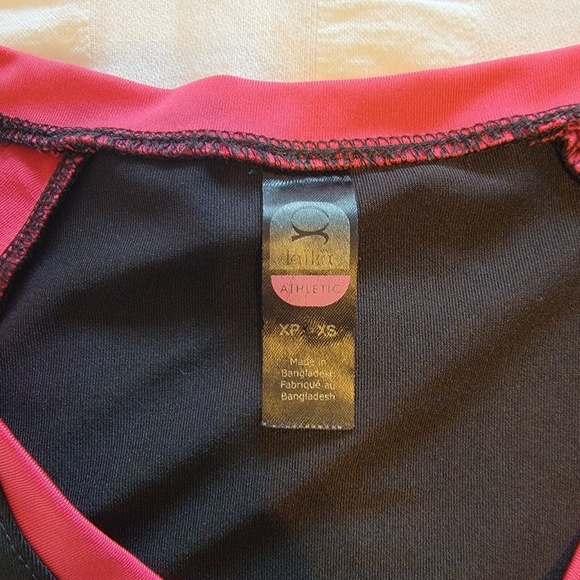 ATHLETIC
XP - XS
Made in
Bangladesh
Fabriqué au
Bangladesh